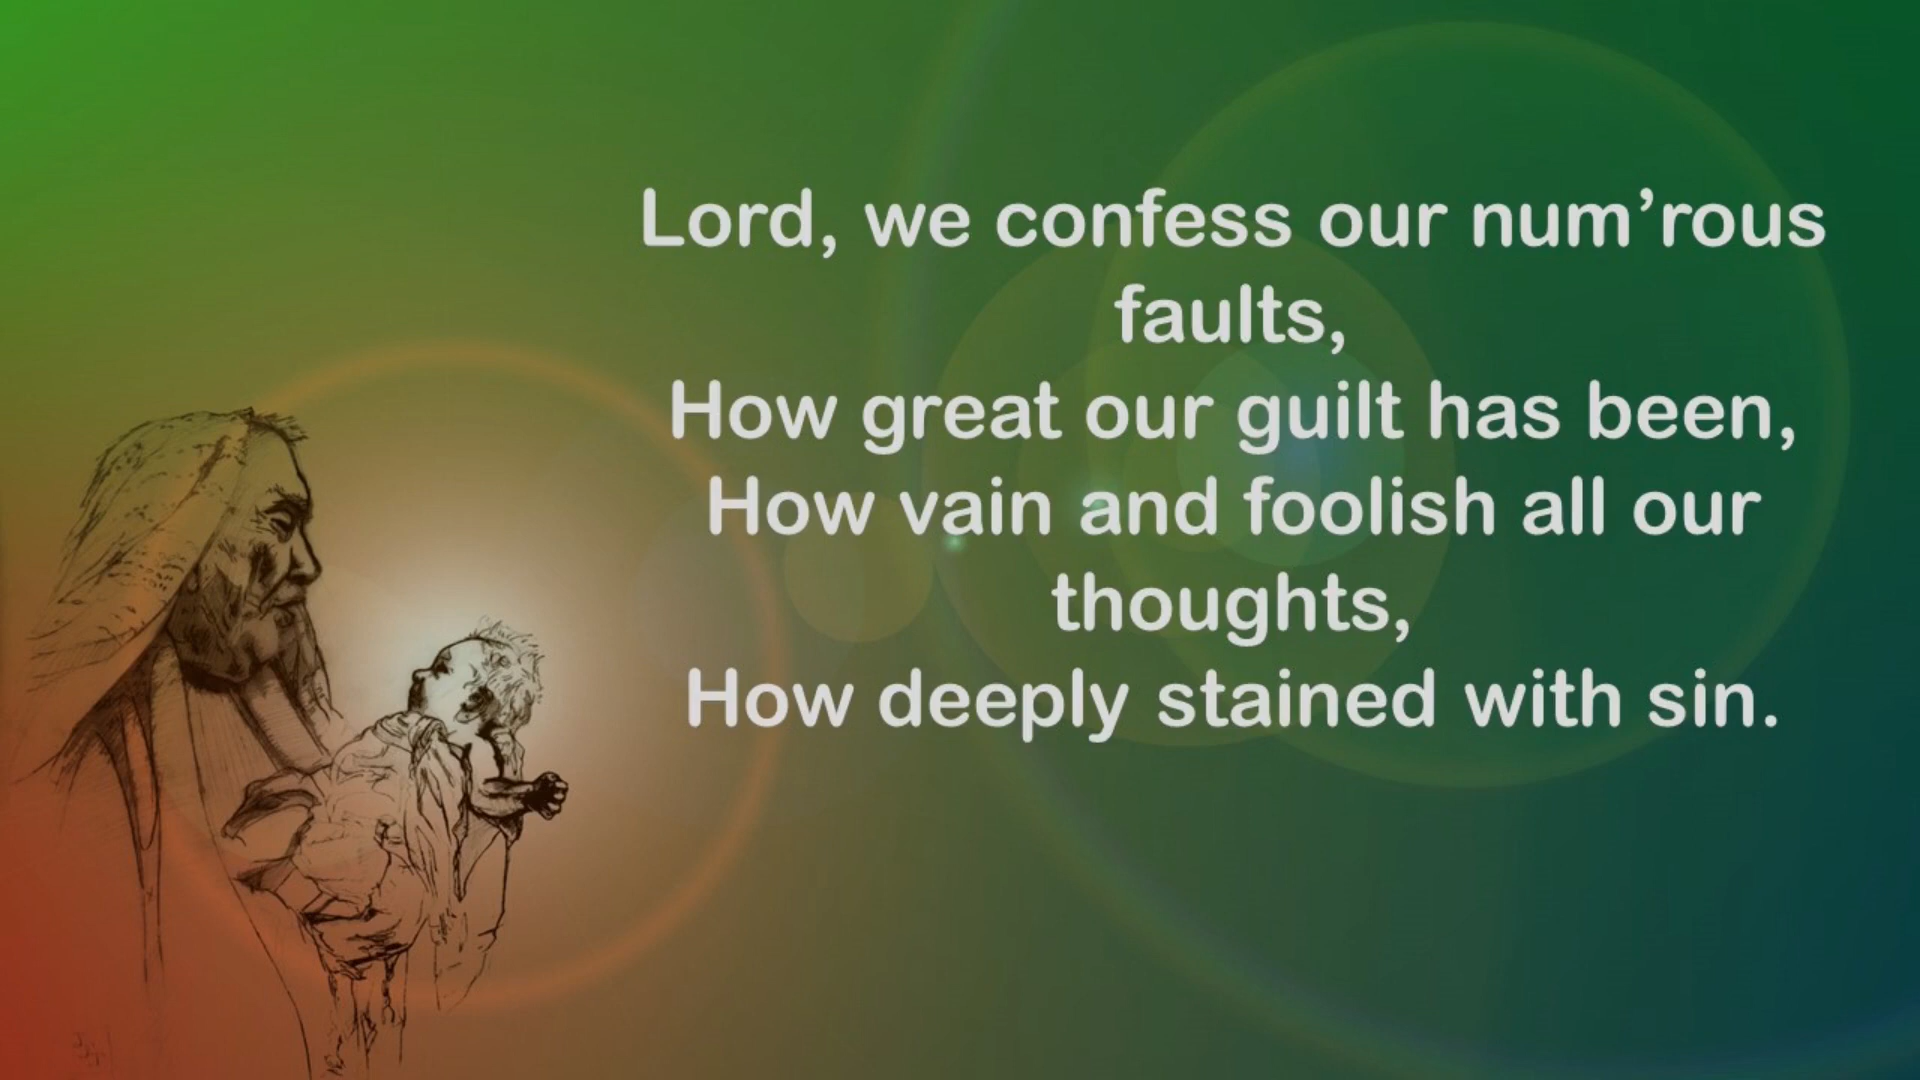 Lord, we confess our num’rous
faults,
How great our guilt has been,
How vain and foolish all our
thoughts,
How deeply stained with sin.